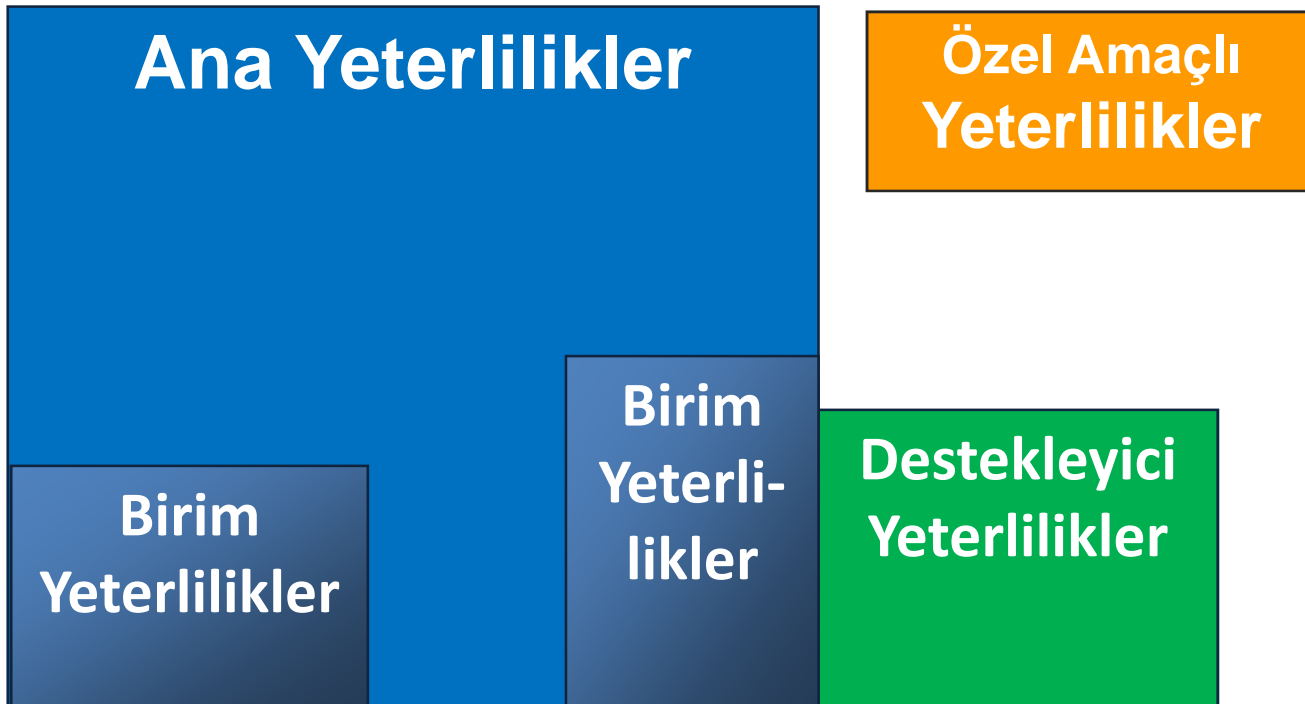 Ana Yeterlilikler
Özel Amaçlı
Yeterlilikler
Birim
Yeterli-
likler
Destekleyici
Yeterlilikler
Birim
Yeterlilikler